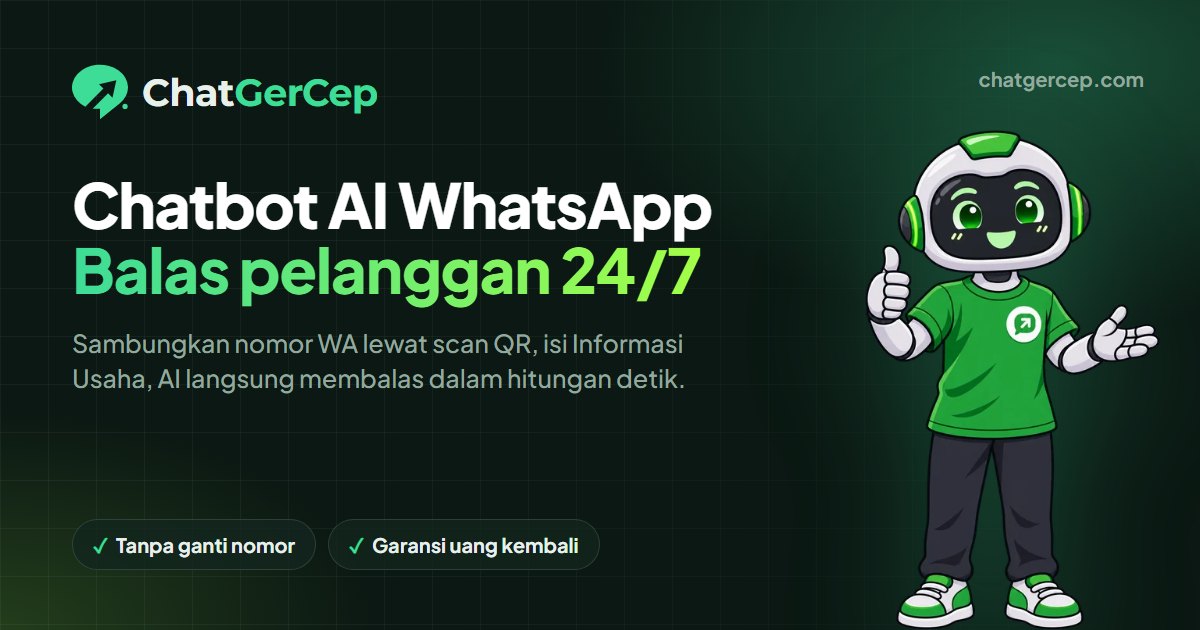 ChatGerCep
chatgercep.com
Chatbot AI WhatsApp
Balas pelanggan 24/7
Sambungkan nomor WA lewat scan QR, isi Informasi
Usaha, AI langsung membalas dalam hitungan detik.
✓ Tanpa ganti nomor
✓ Garansi uang kembali